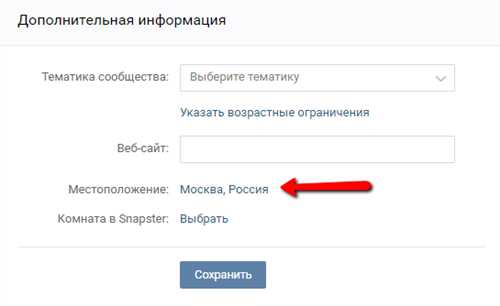 Дополнительная информация
Тематика сообщества: Выберите тематику
Указать возрастные ограничения
Веб-сайт:
Местоположение: Москва, Россия
Комната в Snapster: Выбрать
Сохранить